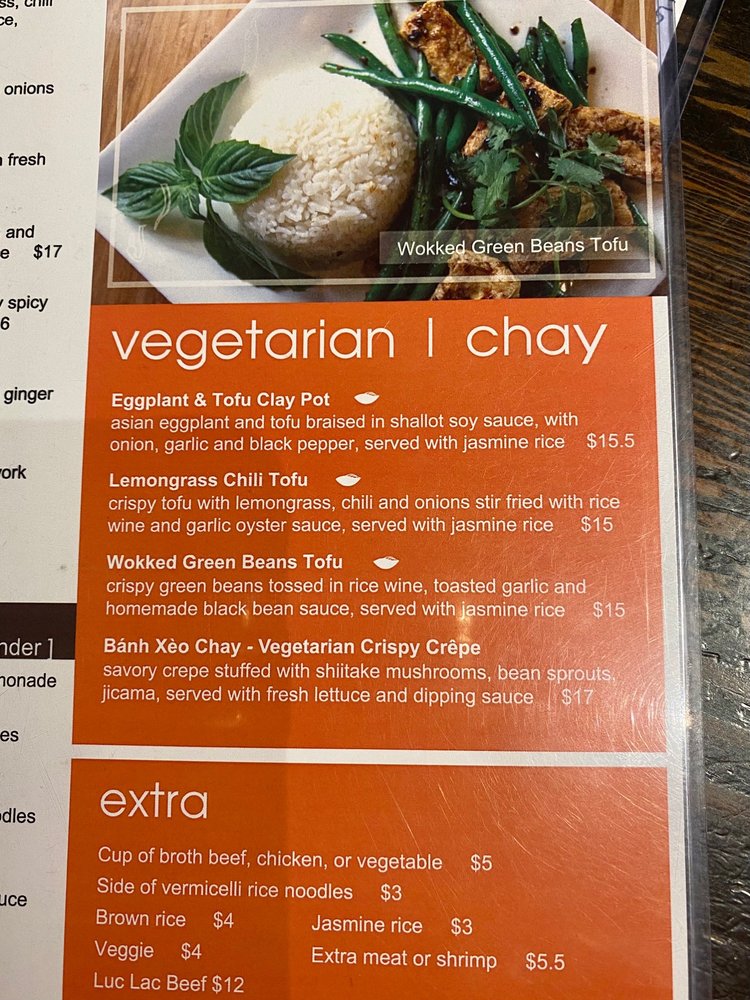 onions
fresh
and
$17
spicy
6
ginger
nder ]
Wokked Green Beans Tofu
vegetarian | chay
Eggplant & Tofu Clay Pot
asian eggplant and tofu braised in shallot soy sauce, with
onion, garlic and black pepper, served with jasmine rice $15.5
Lemongrass Chili Tofu
crispy tofu with lemongrass, chili and onions stir fried with rice
wine and garlic oyster sauce, served with jasmine rice $15
Wokked Green Beans Tofu
crispy green beans tossed in rice wine, toasted garlic and
homemade black bean sauce, served with jasmine rice $15
Bánh Xèo Chay - Vegetarian Crispy Crêpe
savory crepe stuffed with shiitake mushrooms, bean sprouts,
jicama, served with fresh lettuce and dipping sauce $17
extra
Cup of broth beef, chicken, or vegetable $5
Side of vermicelli rice noodles $3
Brown rice $4 Jasmine rice $3
Veggie $4 Extra meat or shrimp $5.5
Luc Lac Beef $12